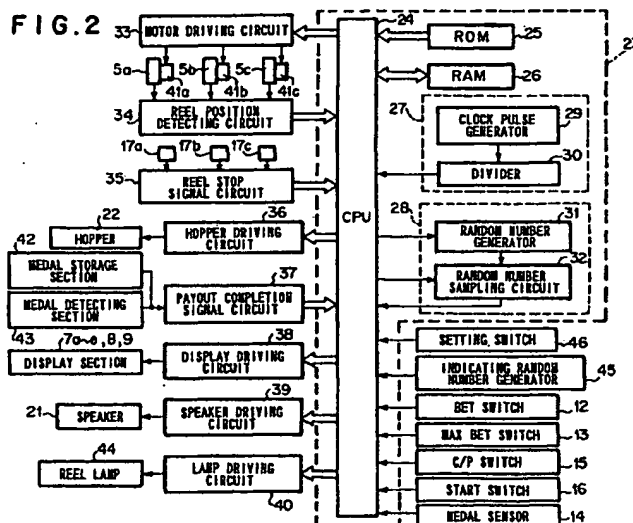 FIG.2
33
MOTOR DRIVING CIRCUIT
5a
5b
5c
41a
41b
41c
34
REEL POSITION
DETECTING CIRCUIT
17a
17b
17c
35
REEL STOP
SIGNAL CIRCUIT
22
HOPPER
36
HOPPER DRIVING
CIRCUIT
42
MEDAL STORAGE
SECTION
MEDAL DETECTING
SECTION
43
37
PAYOUT COMPLETION
SIGNAL CIRCUIT
7a~e,8,9
DISPLAY SECTION
38
DISPLAY DRIVING
CIRCUIT
21
SPEAKER
39
SPEAKER DRIVING
CIRCUIT
44
REEL LAMP
LAMP DRIVING
CIRCUIT
40
24
CPU
ROM
25
RAM
26
27
CLOCK PULSE
GENERATOR
29
DIVIDER
30
28
31
RANDOM NUMBER
GENERATOR
32
RANDOM NUMBER
SAMPLING CIRCUIT
SETTING SWITCH
46
INDICATING RANDOM
NUMBER GENERATOR
45
BET SWITCH
12
MAX BET SWITCH
13
C/P SWITCH
15
START SWITCH
16
MEDAL SENSOR
14